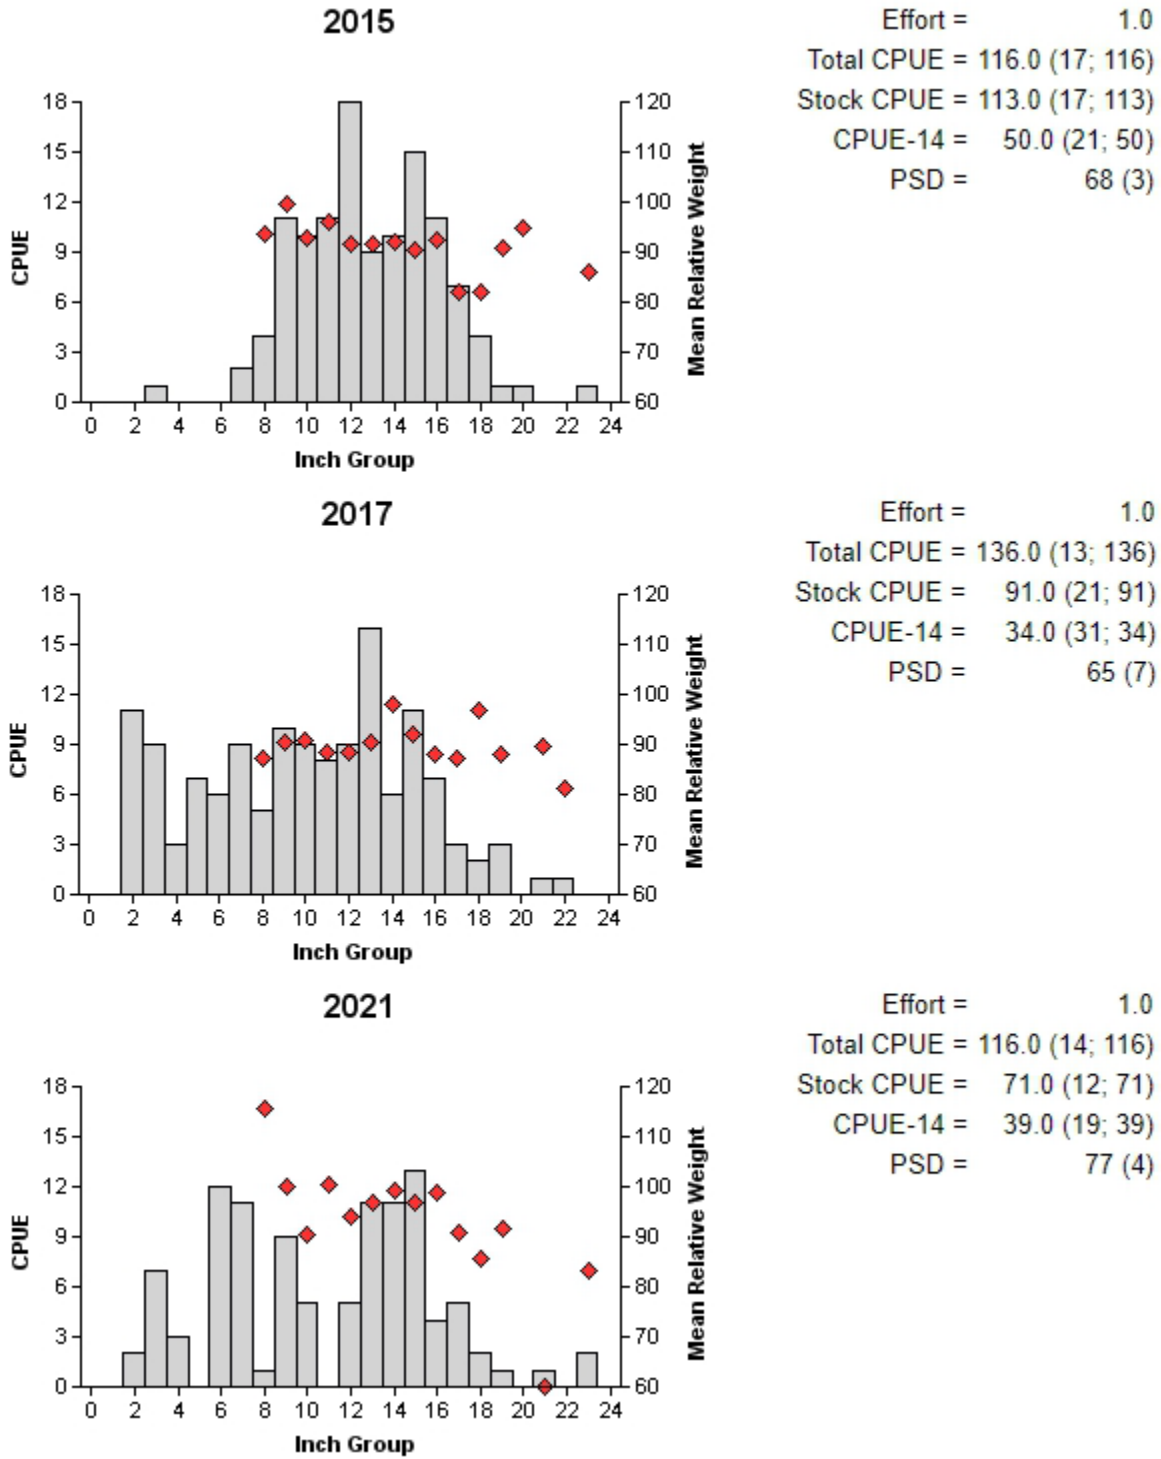 2015
Effort = 1.0
Total CPUE = 116.0 (17; 116)
Stock CPUE = 113.0 (17; 113)
CPUE-14 = 50.0 (21; 50)
PSD = 68 (3)
18 120
15 110
12 100
9 90
6 80
3 70
0 60
CPUE
Mean Relative Weight
0 2 4 6 8 10 12 14 16 18 20 22 24
Inch Group
2017
Effort = 1.0
Total CPUE = 136.0 (13; 136)
Stock CPUE = 91.0 (21; 91)
CPUE-14 = 34.0 (31; 34)
PSD = 65 (7)
18 120
15 110
12 100
9 90
6 80
3 70
0 60
CPUE
Mean Relative Weight
0 2 4 6 8 10 12 14 16 18 20 22 24
Inch Group
2021
Effort = 1.0
Total CPUE = 116.0 (14; 116)
Stock CPUE = 71.0 (12; 71)
CPUE-14 = 39.0 (19; 39)
PSD = 77 (4)
18 120
15 110
12 100
9 90
6 80
3 70
0 60
CPUE
Mean Relative Weight
0 2 4 6 8 10 12 14 16 18 20 22 24
Inch Group